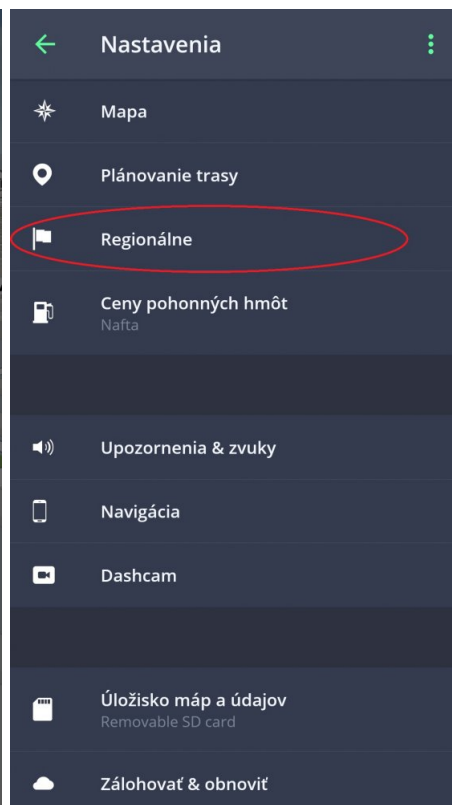 Nastavenia
Mapa
Plánovanie trasy
Regionálne
Ceny pohonných hmôt
Nafta
Upozornenia & zvuky
Navigácia
Dashcam
Úložisko máp a údajov
Removable SD card
Zálohovať & obnoviť